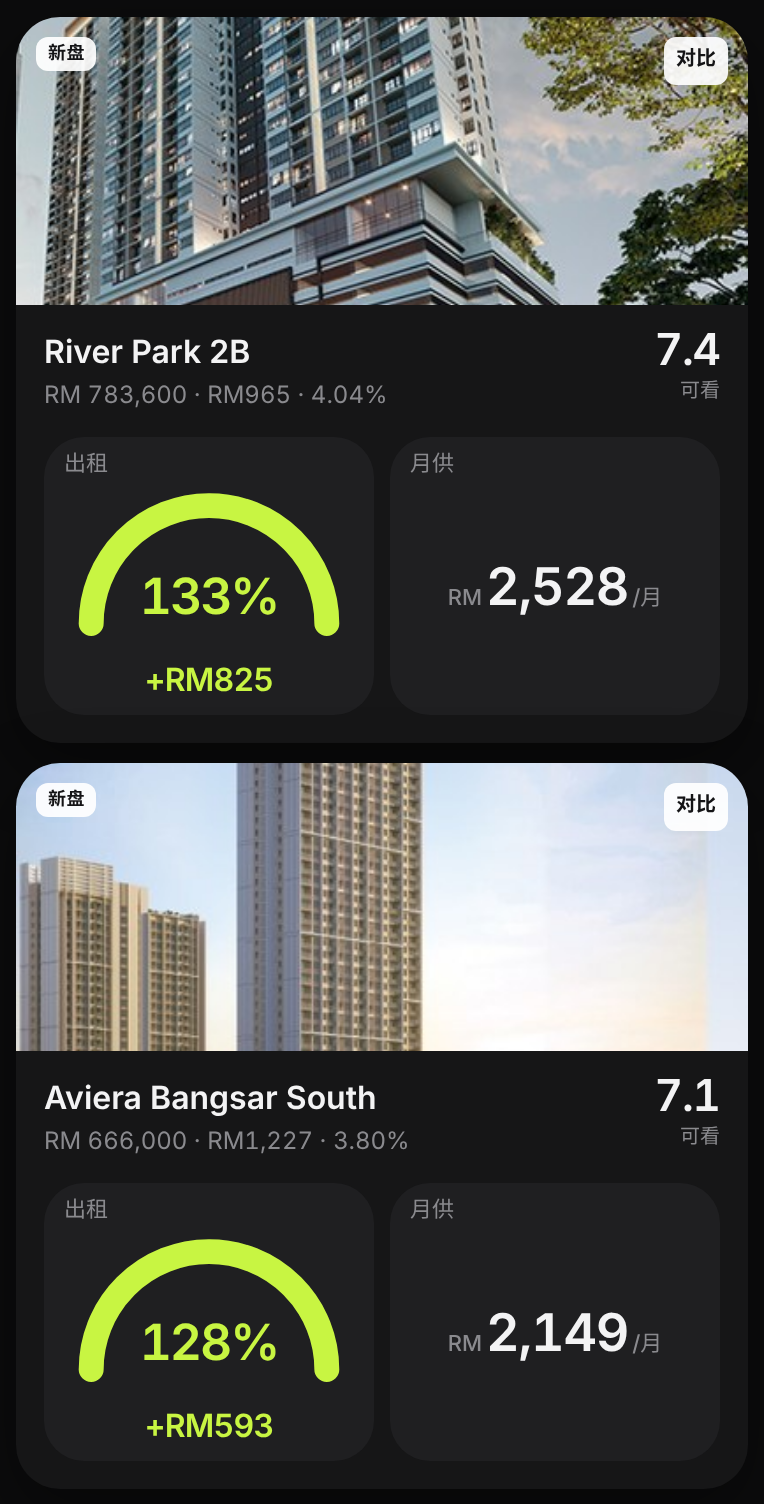 新盘
对比
River Park 2B
7.4
RM 783,600 · RM965 · 4.04%
可看
出租
月供
133%
RM 2,528 /月
+RM825
新盘
对比
Aviera Bangsar South
7.1
RM 666,000 · RM1,227 · 3.80%
可看
出租
月供
128%
RM 2,149 /月
+RM593